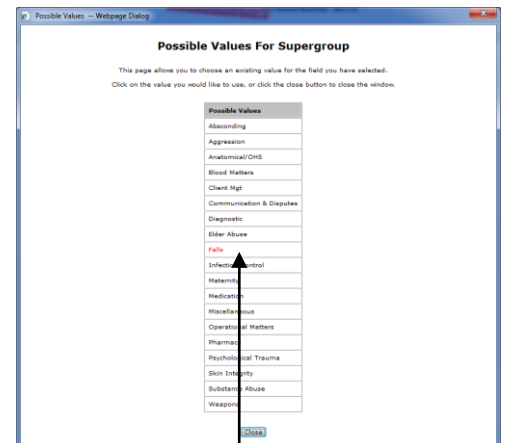 Possible Values -- Webpage Dialog
Possible Values For Supergroup
This page allows you to choose an existing value for the field you have selected.
Click on the value you would like to use, or click the close button to close the window.
Possible Values
Absconding
Aggression
Anatomical/OHS
Blood Matters
Client Mgt
Communication & Disputes
Diagnostic
Elder Abuse
Falls
Infection Control
Maternity
Medication
Miscellaneous
Operational Matters
Pharmacy
Psychological Trauma
Skin Integrity
Substance Abuse
Weapons
Close